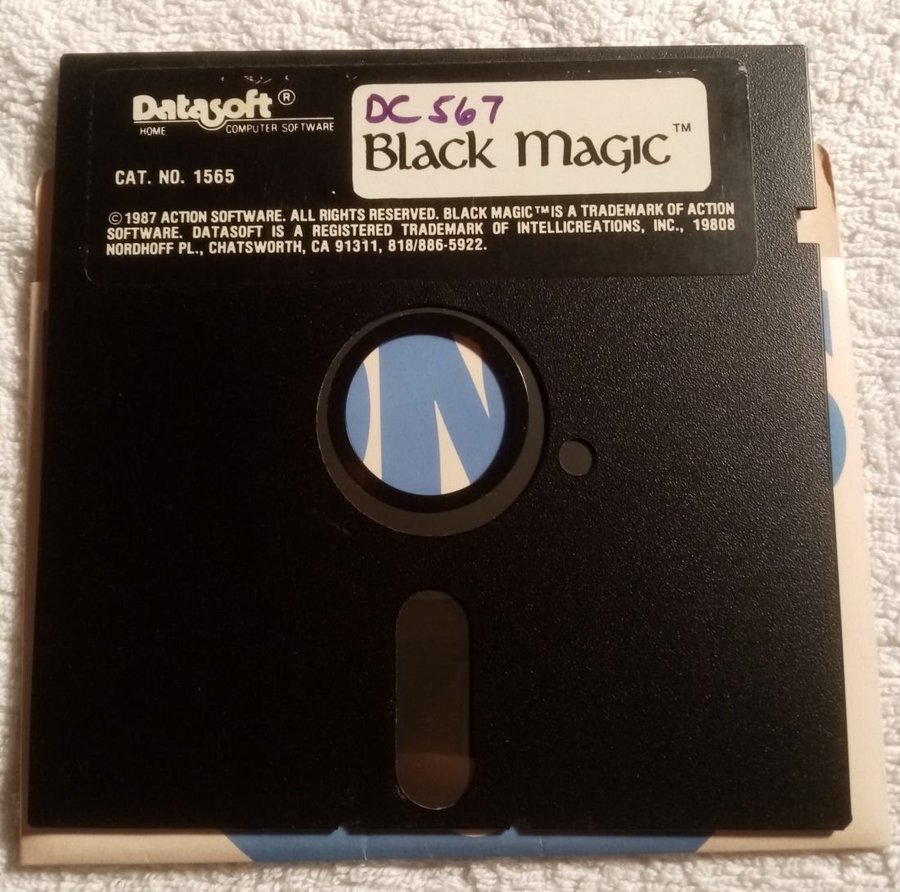 Datasoft®
HOME COMPUTER SOFTWARE
DC 567
Black Magic™
CAT. NO. 1565
©1987 ACTION SOFTWARE. ALL RIGHTS RESERVED. BLACK MAGIC™ IS A TRADEMARK OF ACTION
SOFTWARE. DATASOFT IS A REGISTERED TRADEMARK OF INTELLICREATIONS, INC., 19808
NORDHOFF PL., CHATSWORTH, CA 91311, 818/886-5922.
N